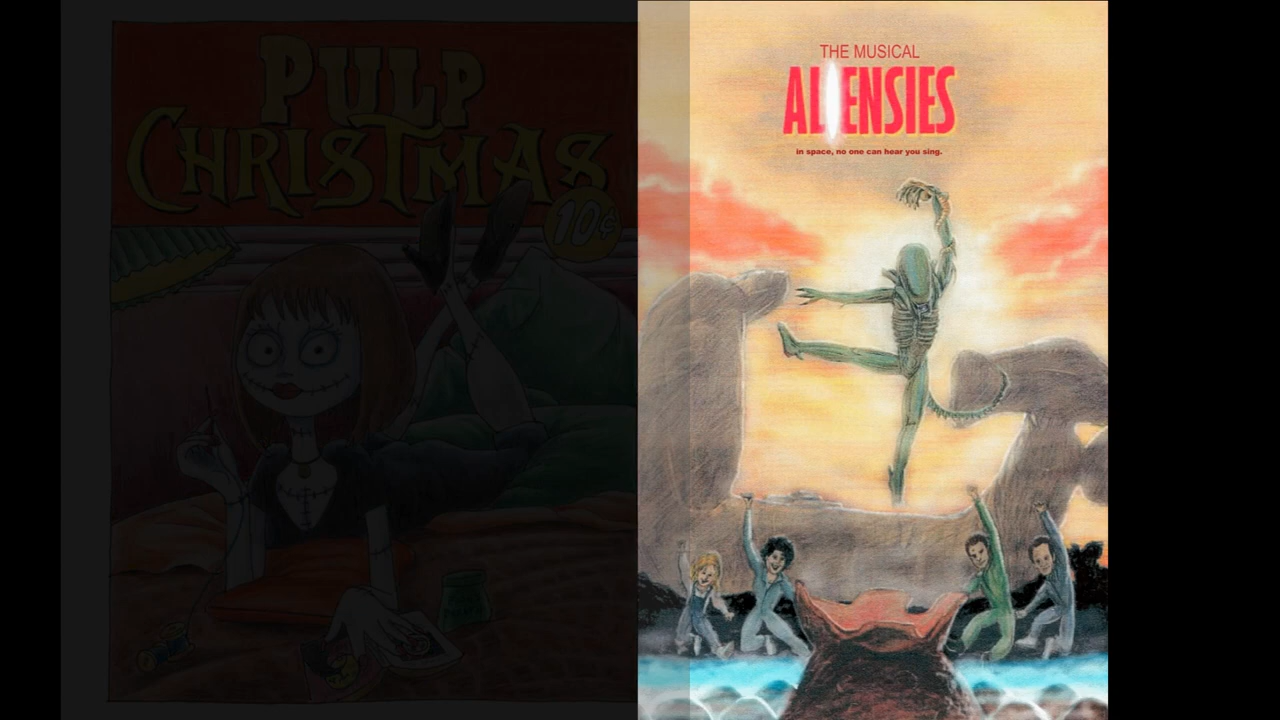 PULP
CHRISTMAS
10¢
THE MUSICAL
ALIENSIES
in space, no one can hear you sing.